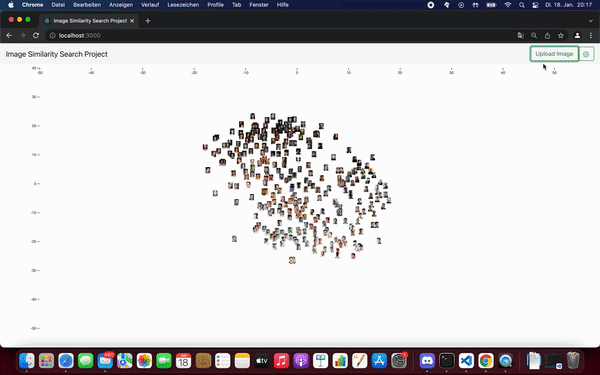 Chrome Datei Bearbeiten Anzeigen Verlauf Lesezeichen Profile Tab Fenster Hilfe Di. 18. Jan. 20:17
Image Similarity Search Project
localhost:3000
Image Similarity Search Project Upload Image
-50 -40 -30 -20 -10 0 10 20 30 40 50
40
30
20
10
0
-10
-20
-30
-40
-50
tv
18